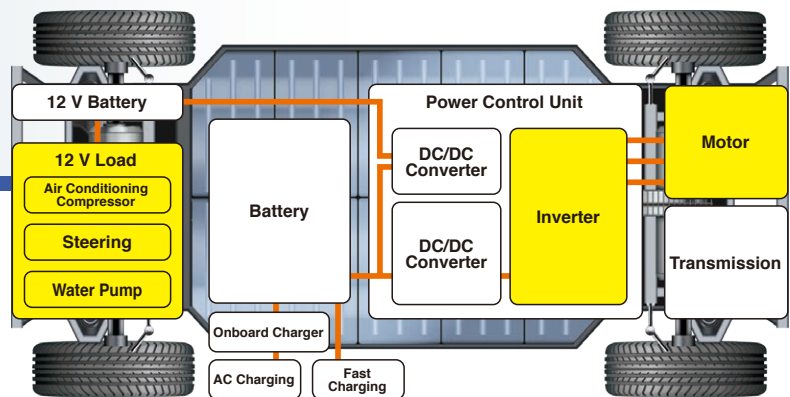 12 V Battery
12 V Load
Air Conditioning
Compressor
Steering
Water Pump
Battery
Onboard Charger
AC Charging
Fast
Charging
Power Control Unit
DC/DC
Converter
DC/DC
Converter
Inverter
Motor
Transmission